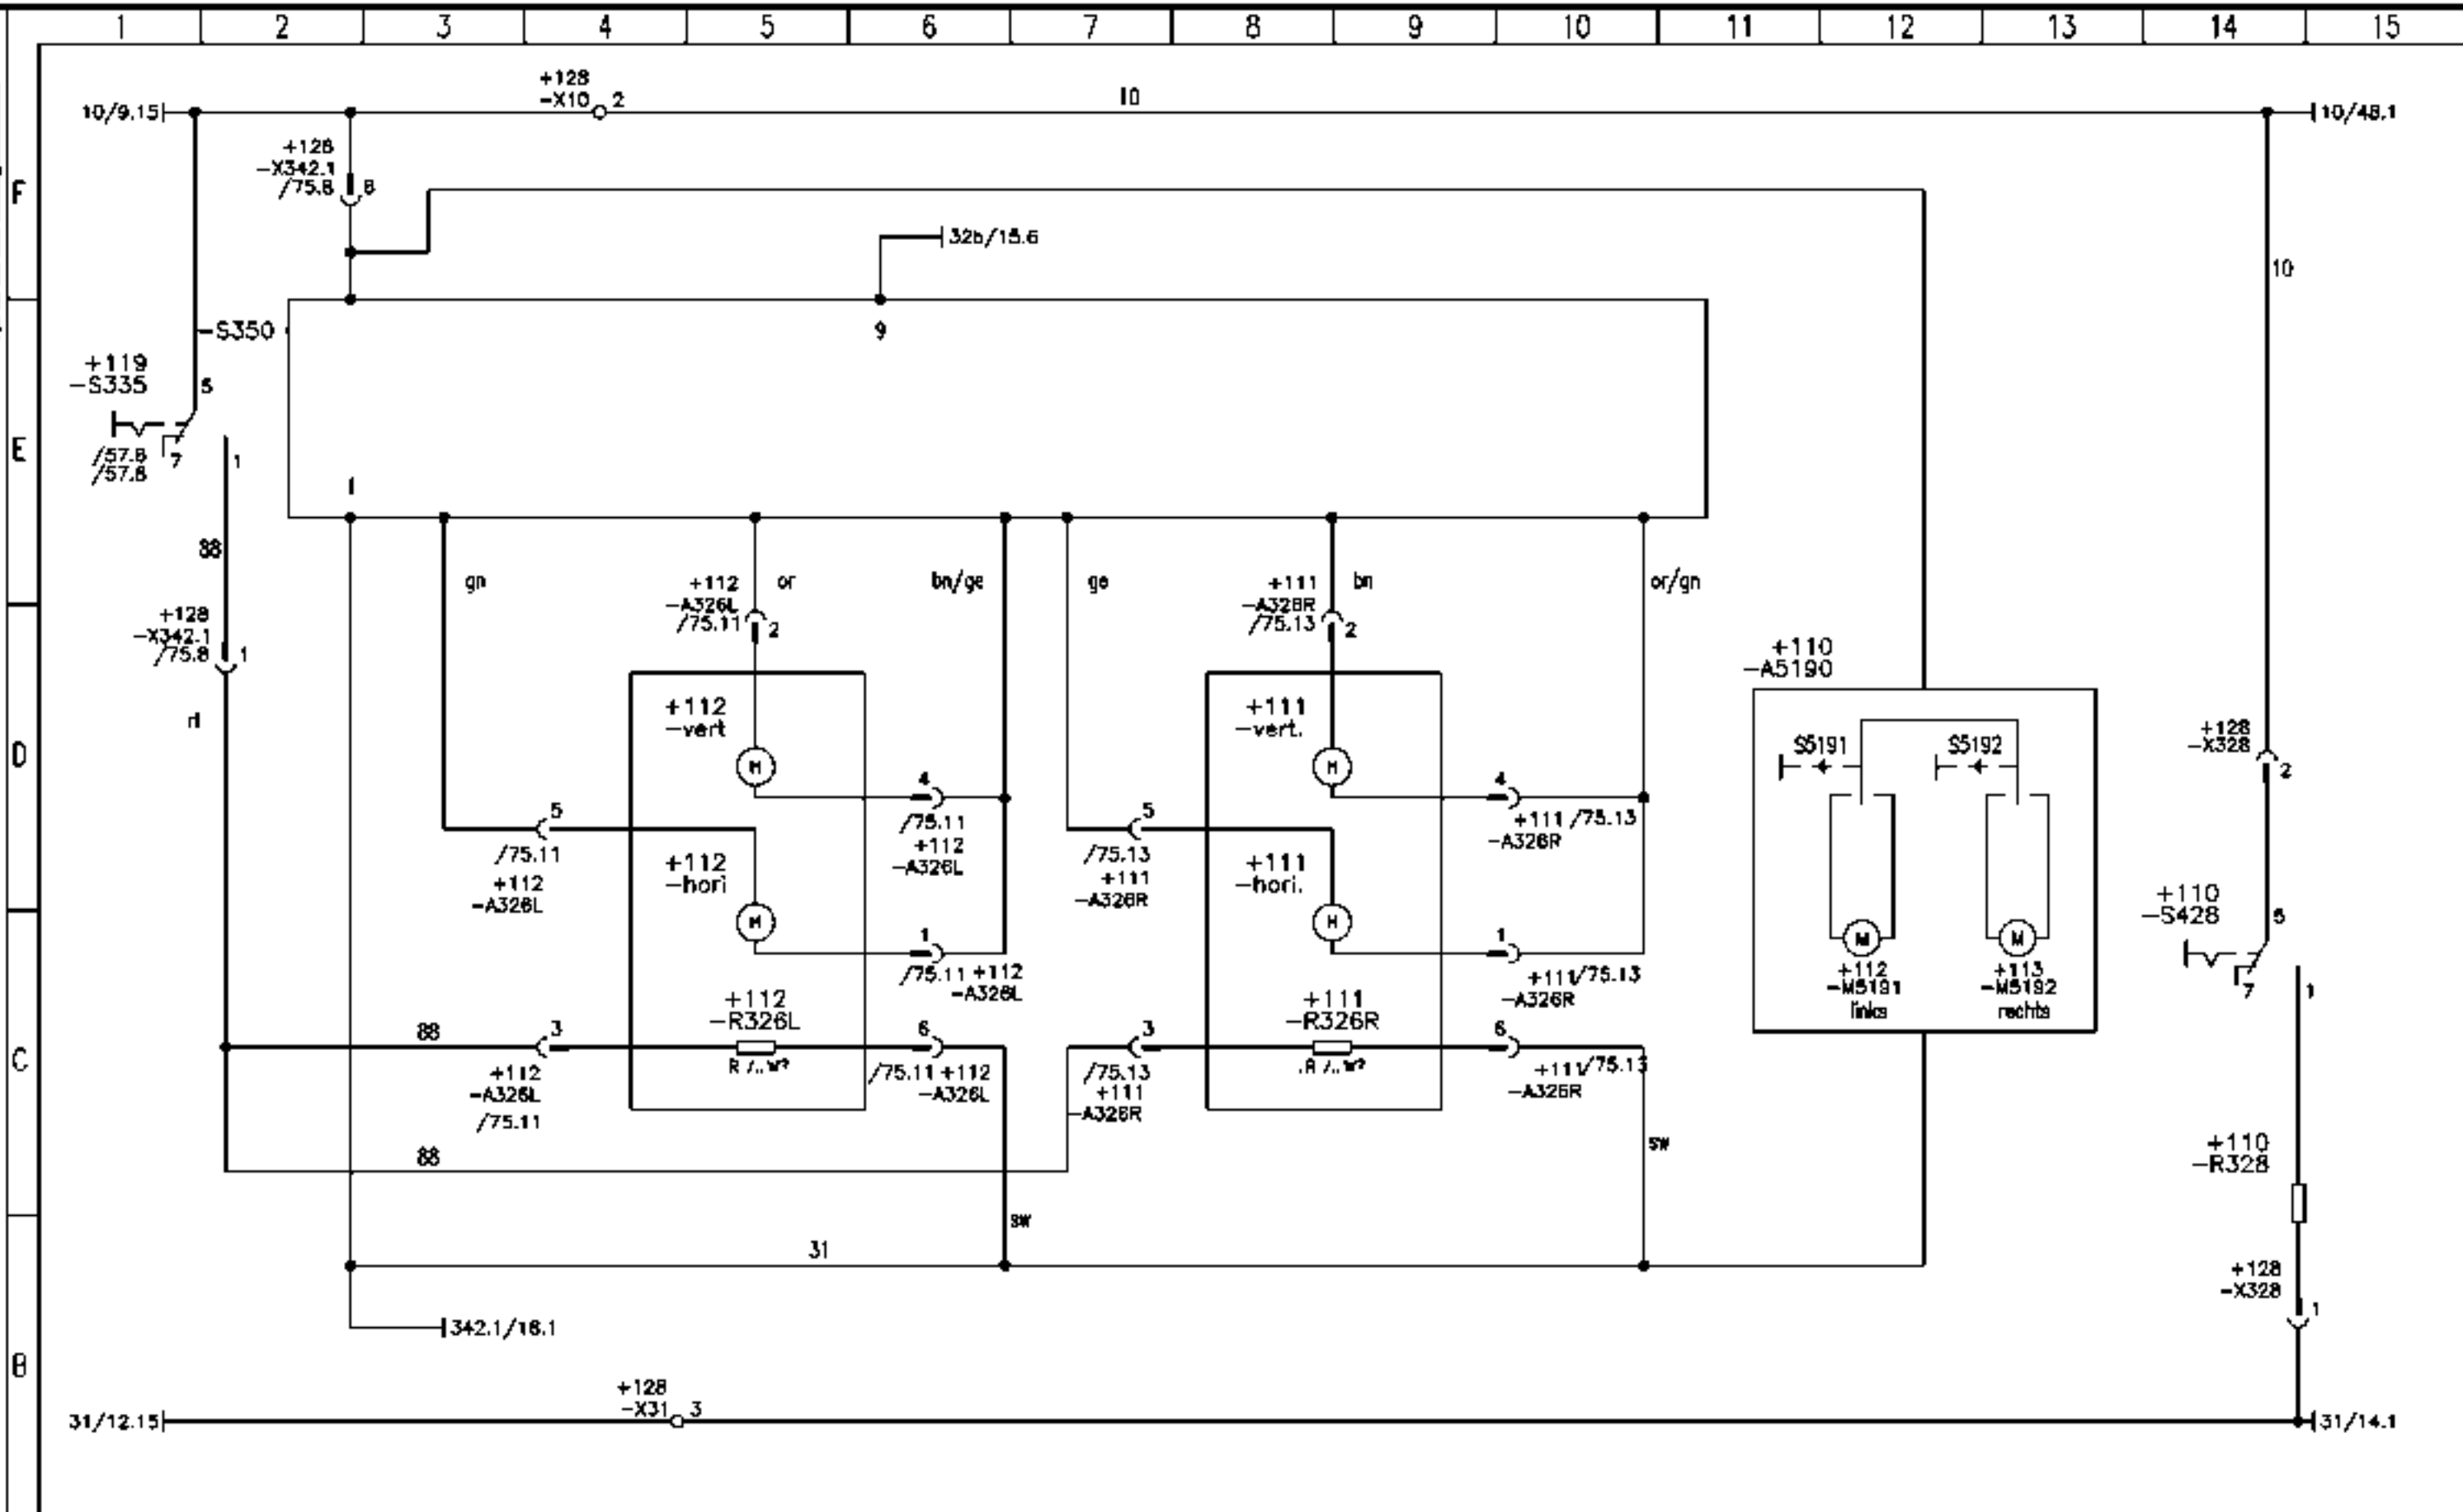 1 2 3 4 5 6 7 8 9 10 11 12 13 14 15
F
E
D
C
B
10/9.15
+128
-X10 2
10
10/48.1
+128
-X342.1
/75.8 8
32b/15.6
10
-S350
9
+119
-S335
5
/57.8
/57.8
7
1
1
88
gn
+112
-A326L
/75.11
2
or
bn/ge
ge
+111
-A326R
/75.13
2
bn
or/gn
+128
-X342.1
/75.8
1
+110
-A5190
+112
-vert
M
+111
-vert.
M
S5191
S5192
+128
-X328
2
4
/75.11
+112
-A326L
4
+111 /75.13
-A326R
5
/75.11
+112
-A326L
5
/75.13
+111
-A326R
+112
-hori
M
+111
-hori.
M
1
/75.11 +112
-A326L
1
+111/75.13
-A326R
M
+112
-M5191
links
M
+113
-M5192
rechts
+110
-S428
5
7
1
+112
-R326L
+111
-R326R
88
3
+112
-A326L
/75.11
6
/75.11 +112
-A326L
3
/75.13
+111
-A326R
6
+111/75.13
-A326R
88
sw
sw
31
+110
-R328
+128
-X328
1
342.1/16.1
+128
-X31 3
31/12.15
31/14.1